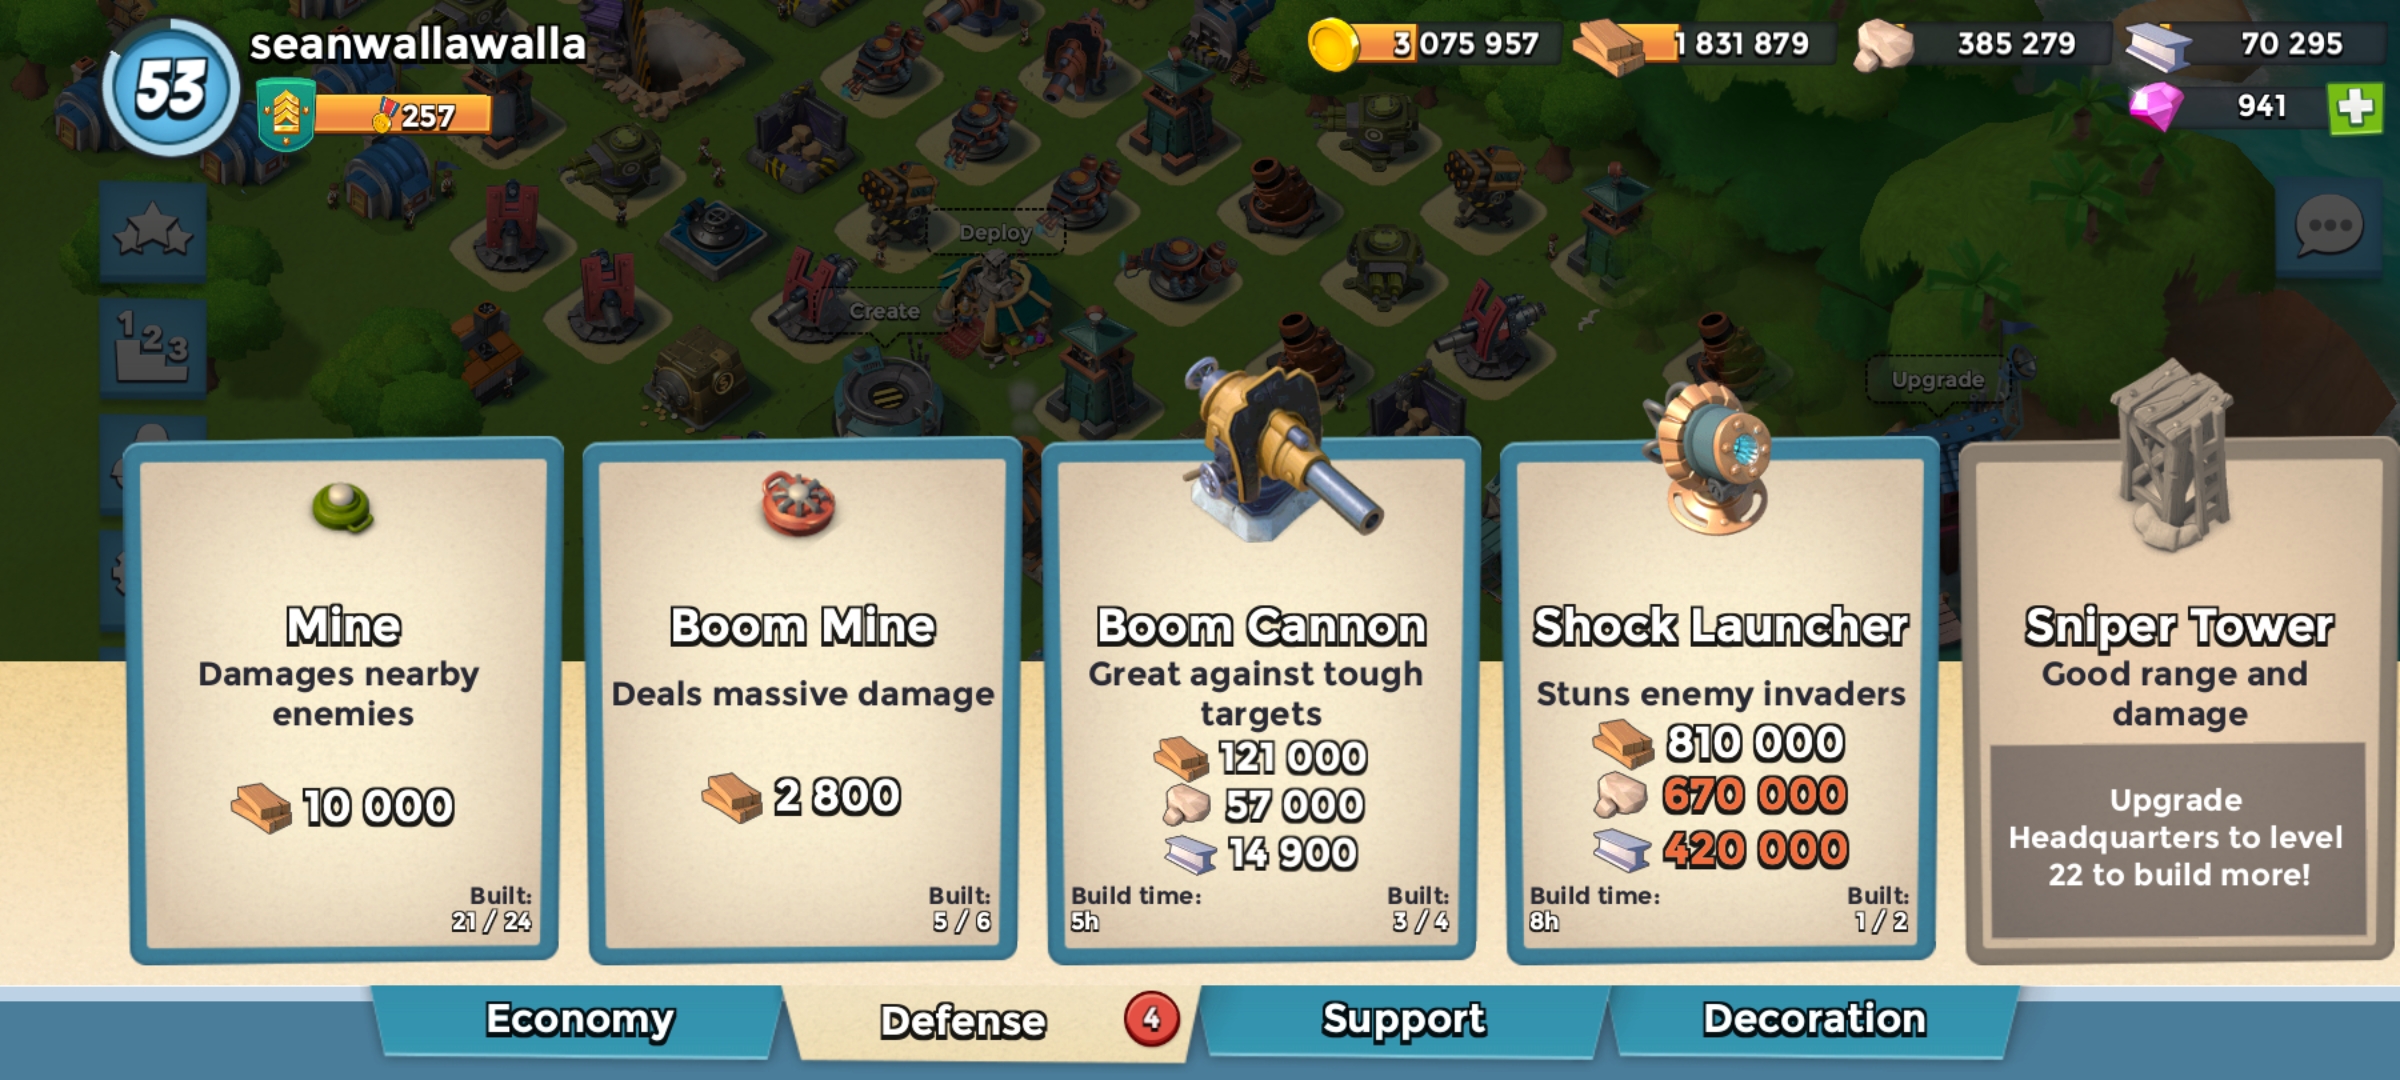 53
seanwallawalla
257
3 075 957
1 831 879
385 279
70 295
941
Deploy
Create
Upgrade
1 2 3
Mine
Damages nearby
enemies
10 000
Built:
21 / 24
Boom Mine
Deals massive damage
2 800
Built:
5 / 6
Boom Cannon
Great against tough
targets
121 000
57 000
14 900
Build time:
5h
Built:
3 / 4
Shock Launcher
Stuns enemy invaders
810 000
670 000
420 000
Build time:
8h
Built:
1 / 2
Sniper Tower
Good range and
damage
Upgrade
Headquarters to level
22 to build more!
Economy
Defense
4
Support
Decoration